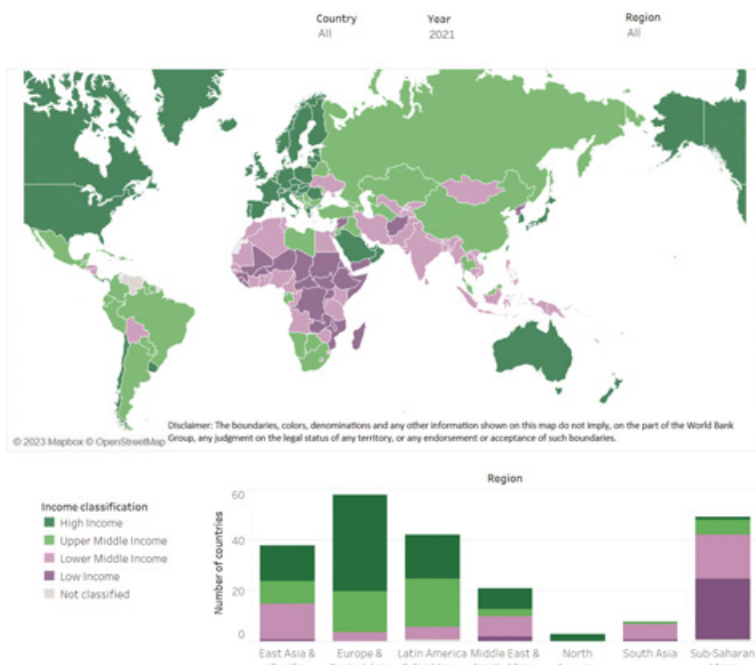 Country Year Region
All 2021 All
Disclaimer: The boundaries, colors, denominations and any other information shown on this map do not imply, on the part of the World Bank
Group, any judgment on the legal status of any territory, or any endorsement or acceptance of such boundaries.
© 2023 Mapbox © OpenStreetMap
Region
Income classification
High Income
Upper Middle Income
Lower Middle Income
Low Income
Not classified
Number of countries
60
40
20
0
East Asia & Europe & Latin America Middle East & North South Asia Sub-Saharan